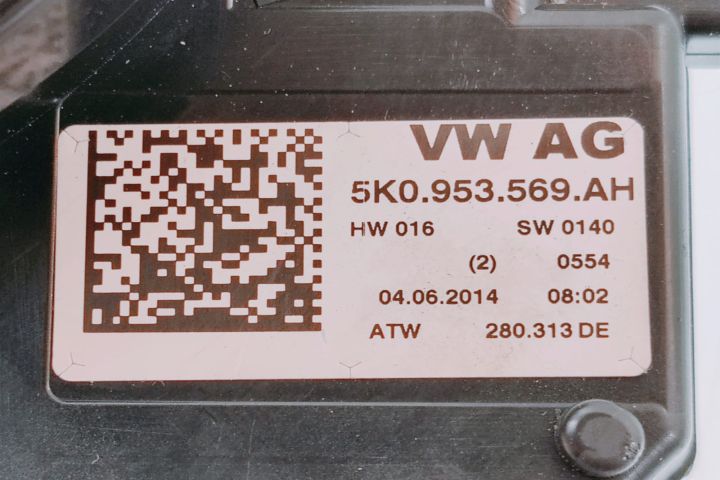 VW AG
5K0.953.569.AH
HW 016 SW 0140
(2) 0554
04.06.2014 08:02
ATW 280.313 DE